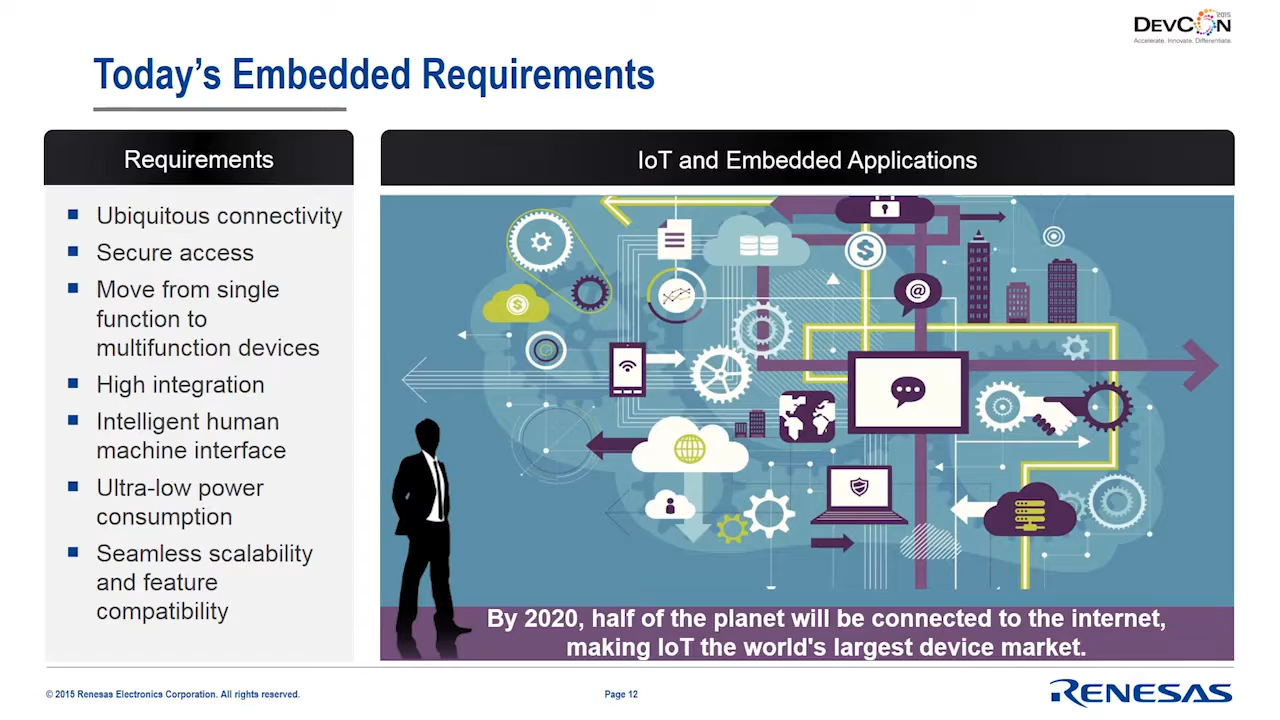 2015
DEVCON
Accelerate. Innovate. Differentiate.
Today's Embedded Requirements
Requirements
Ubiquitous connectivity
Secure access
Move from single
function to
multifunction devices
High integration
Intelligent human
machine interface
Ultra-low power
consumption
Seamless scalability
and feature
compatibility
IoT and Embedded Applications
$
@
$
By 2020, half of the planet will be connected to the internet,
making IoT the world's largest device market.
© 2015 Renesas Electronics Corporation. All rights reserved.
Page 12
RENESAS